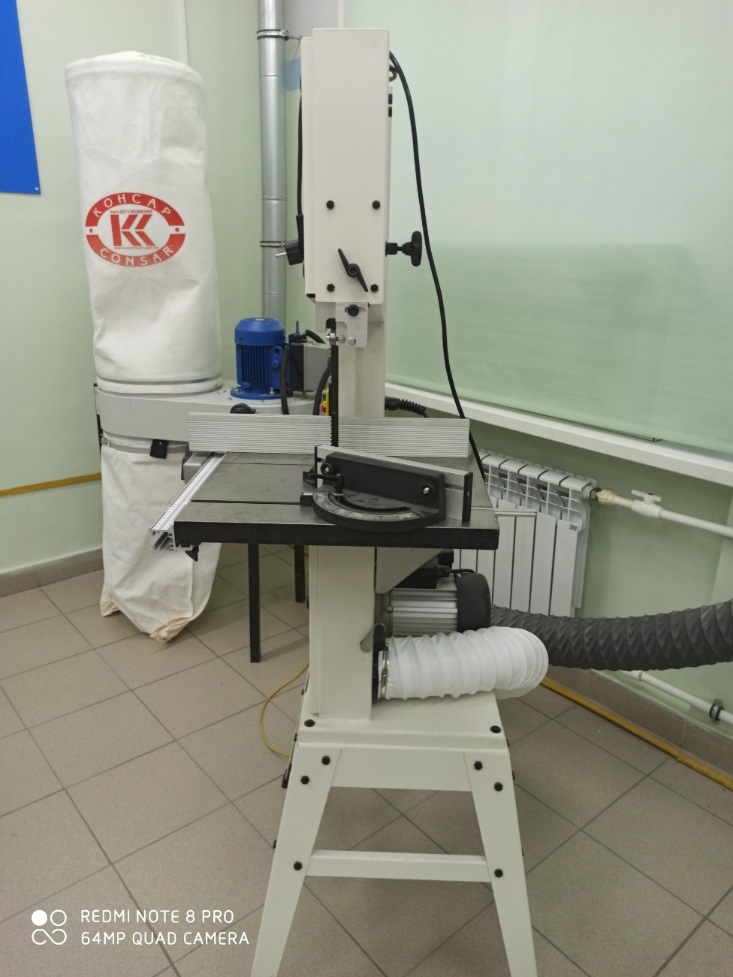 КОНСАР
CONSAR
REDMI NOTE 8 PRO
64MP QUAD CAMERA